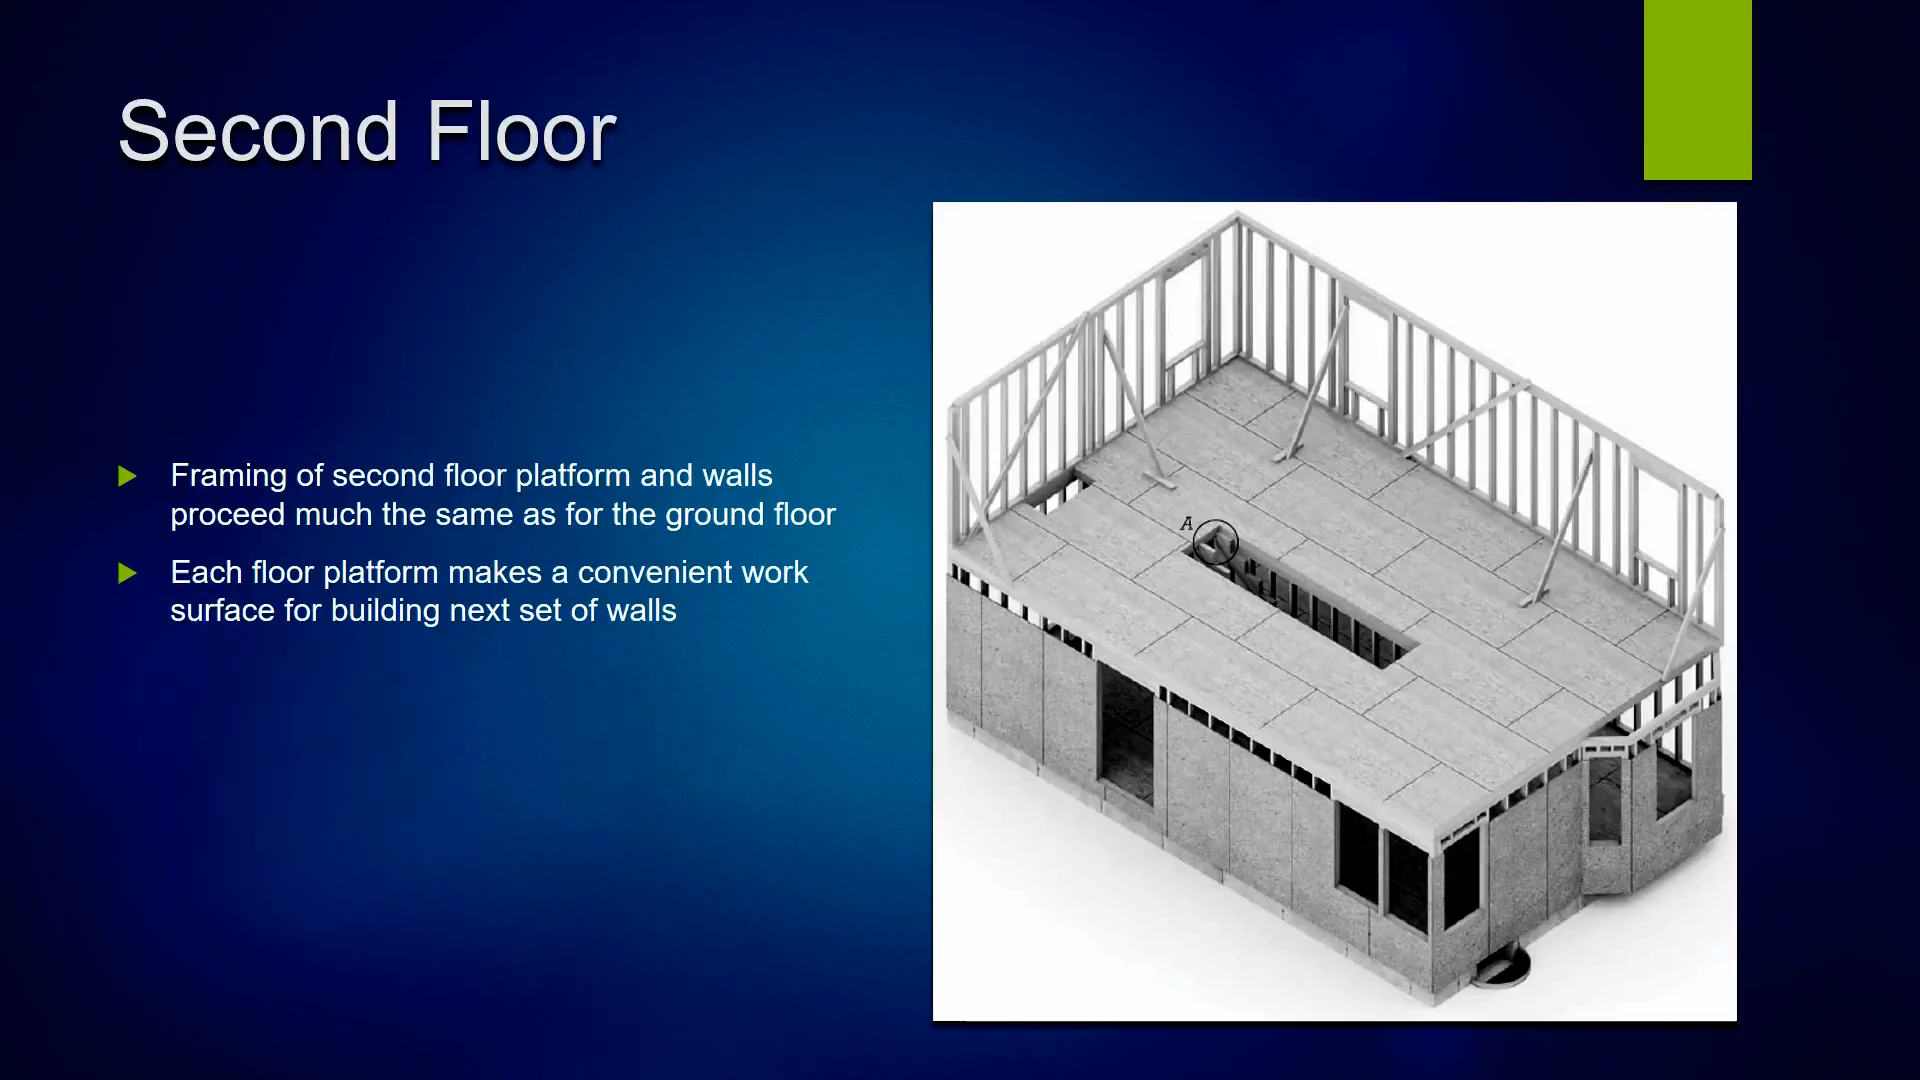 Second Floor
Framing of second floor platform and walls
proceed much the same as for the ground floor
Each floor platform makes a convenient work
surface for building next set of walls
A